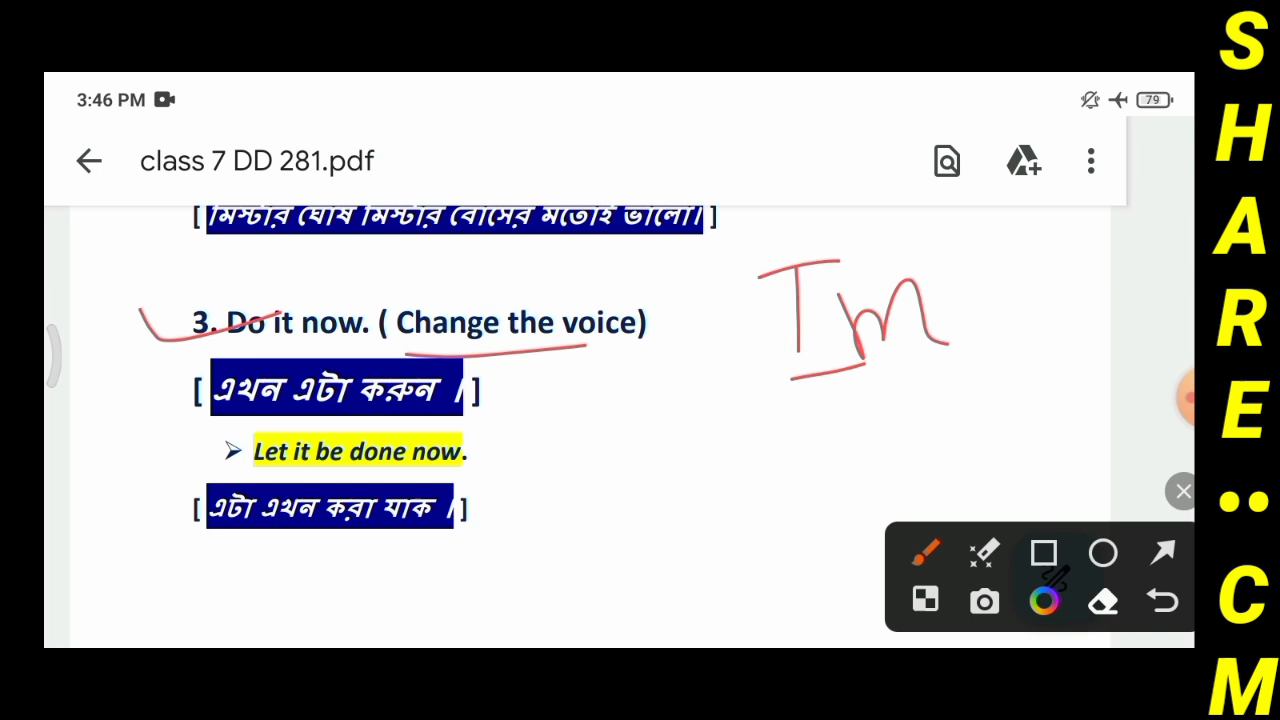 3:46 PM 79
class 7 DD 281.pdf
[ মিস্টার ঘোষ মিস্টার বোসের মতোই ভালো। ]
3. Do it now. ( Change the voice)
[ এখন এটা করুন । ]
➢ Let it be done now.
[ এটা এখন করা যাক । ]
Im
SHARE..CM